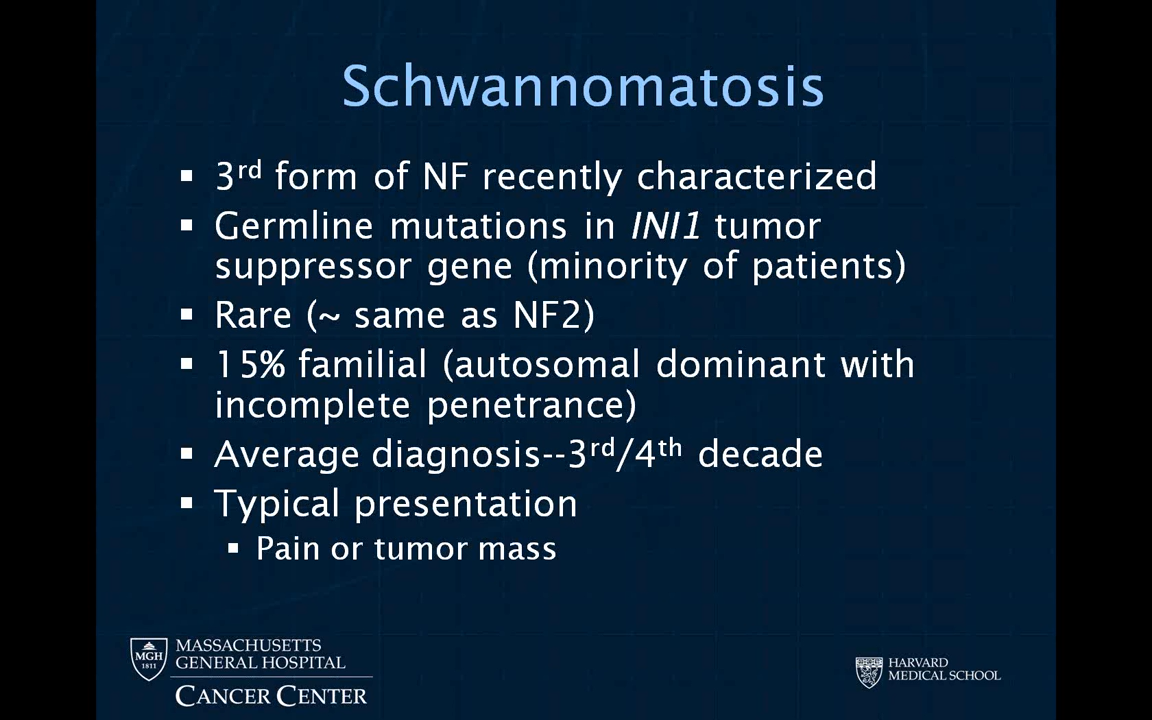 Schwannomatosis
▪ 3rd form of NF recently characterized
▪ Germline mutations in INI1 tumor
suppressor gene (minority of patients)
▪ Rare (~ same as NF2)
▪ 15% familial (autosomal dominant with
incomplete penetrance)
▪ Average diagnosis--3rd/4th decade
▪ Typical presentation
▪ Pain or tumor mass
MGH
1811
MASSACHUSETTS
GENERAL HOSPITAL
CANCER CENTER
HARVARD
MEDICAL SCHOOL